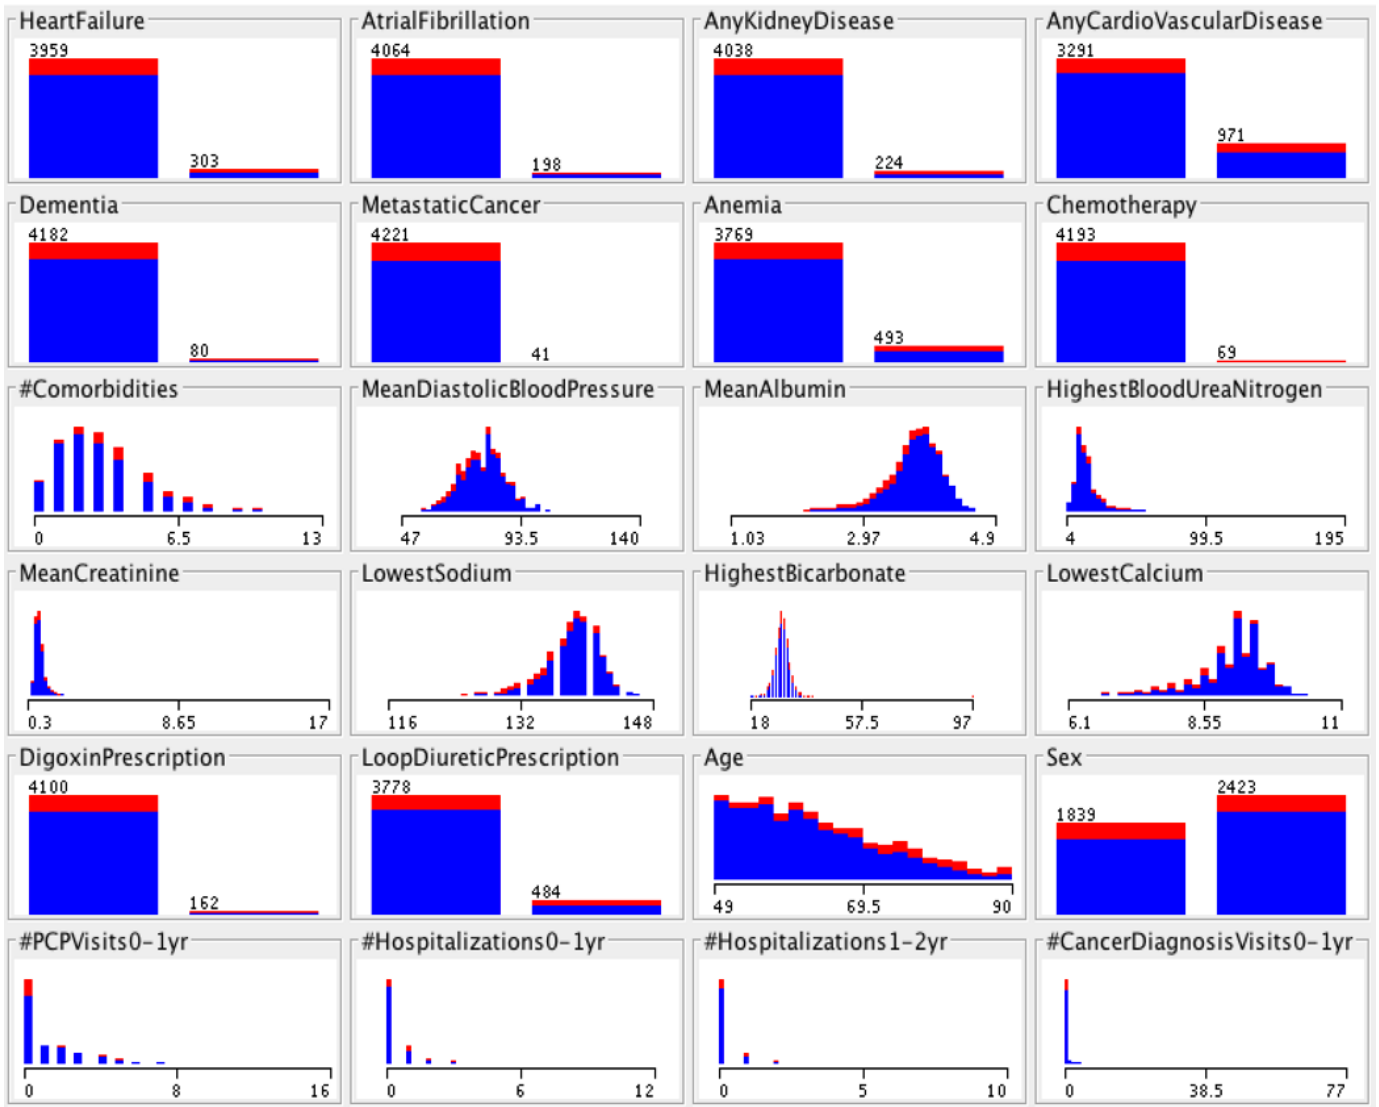 HeartFailure AtrialFibrillation AnyKidneyDisease AnyCardioVascularDisease
3959 4064 4038 3291
303 198 224 971
Dementia MetastaticCancer Anemia Chemotherapy
4182 4221 3769 4193
80 41 493 69
#Comorbidities MeanDiastolicBloodPressure MeanAlbumin HighestBloodUreaNitrogen
0 6.5 13 47 93.5 140 1.03 2.97 4.9 4 99.5 195
MeanCreatinine LowestSodium HighestBicarbonate LowestCalcium
0.3 8.65 17 116 132 148 18 57.5 97 6.1 8.55 11
DigoxinPrescription LoopDiureticPrescription Age Sex
4100 3778 2423
1839
162 484
49 69.5 90
#PCPVisits0-1yr #Hospitalizations0-1yr #Hospitalizations1-2yr #CancerDiagnosisVisits0-1yr
0 8 16 0 6 12 0 5 10 0 38.5 77